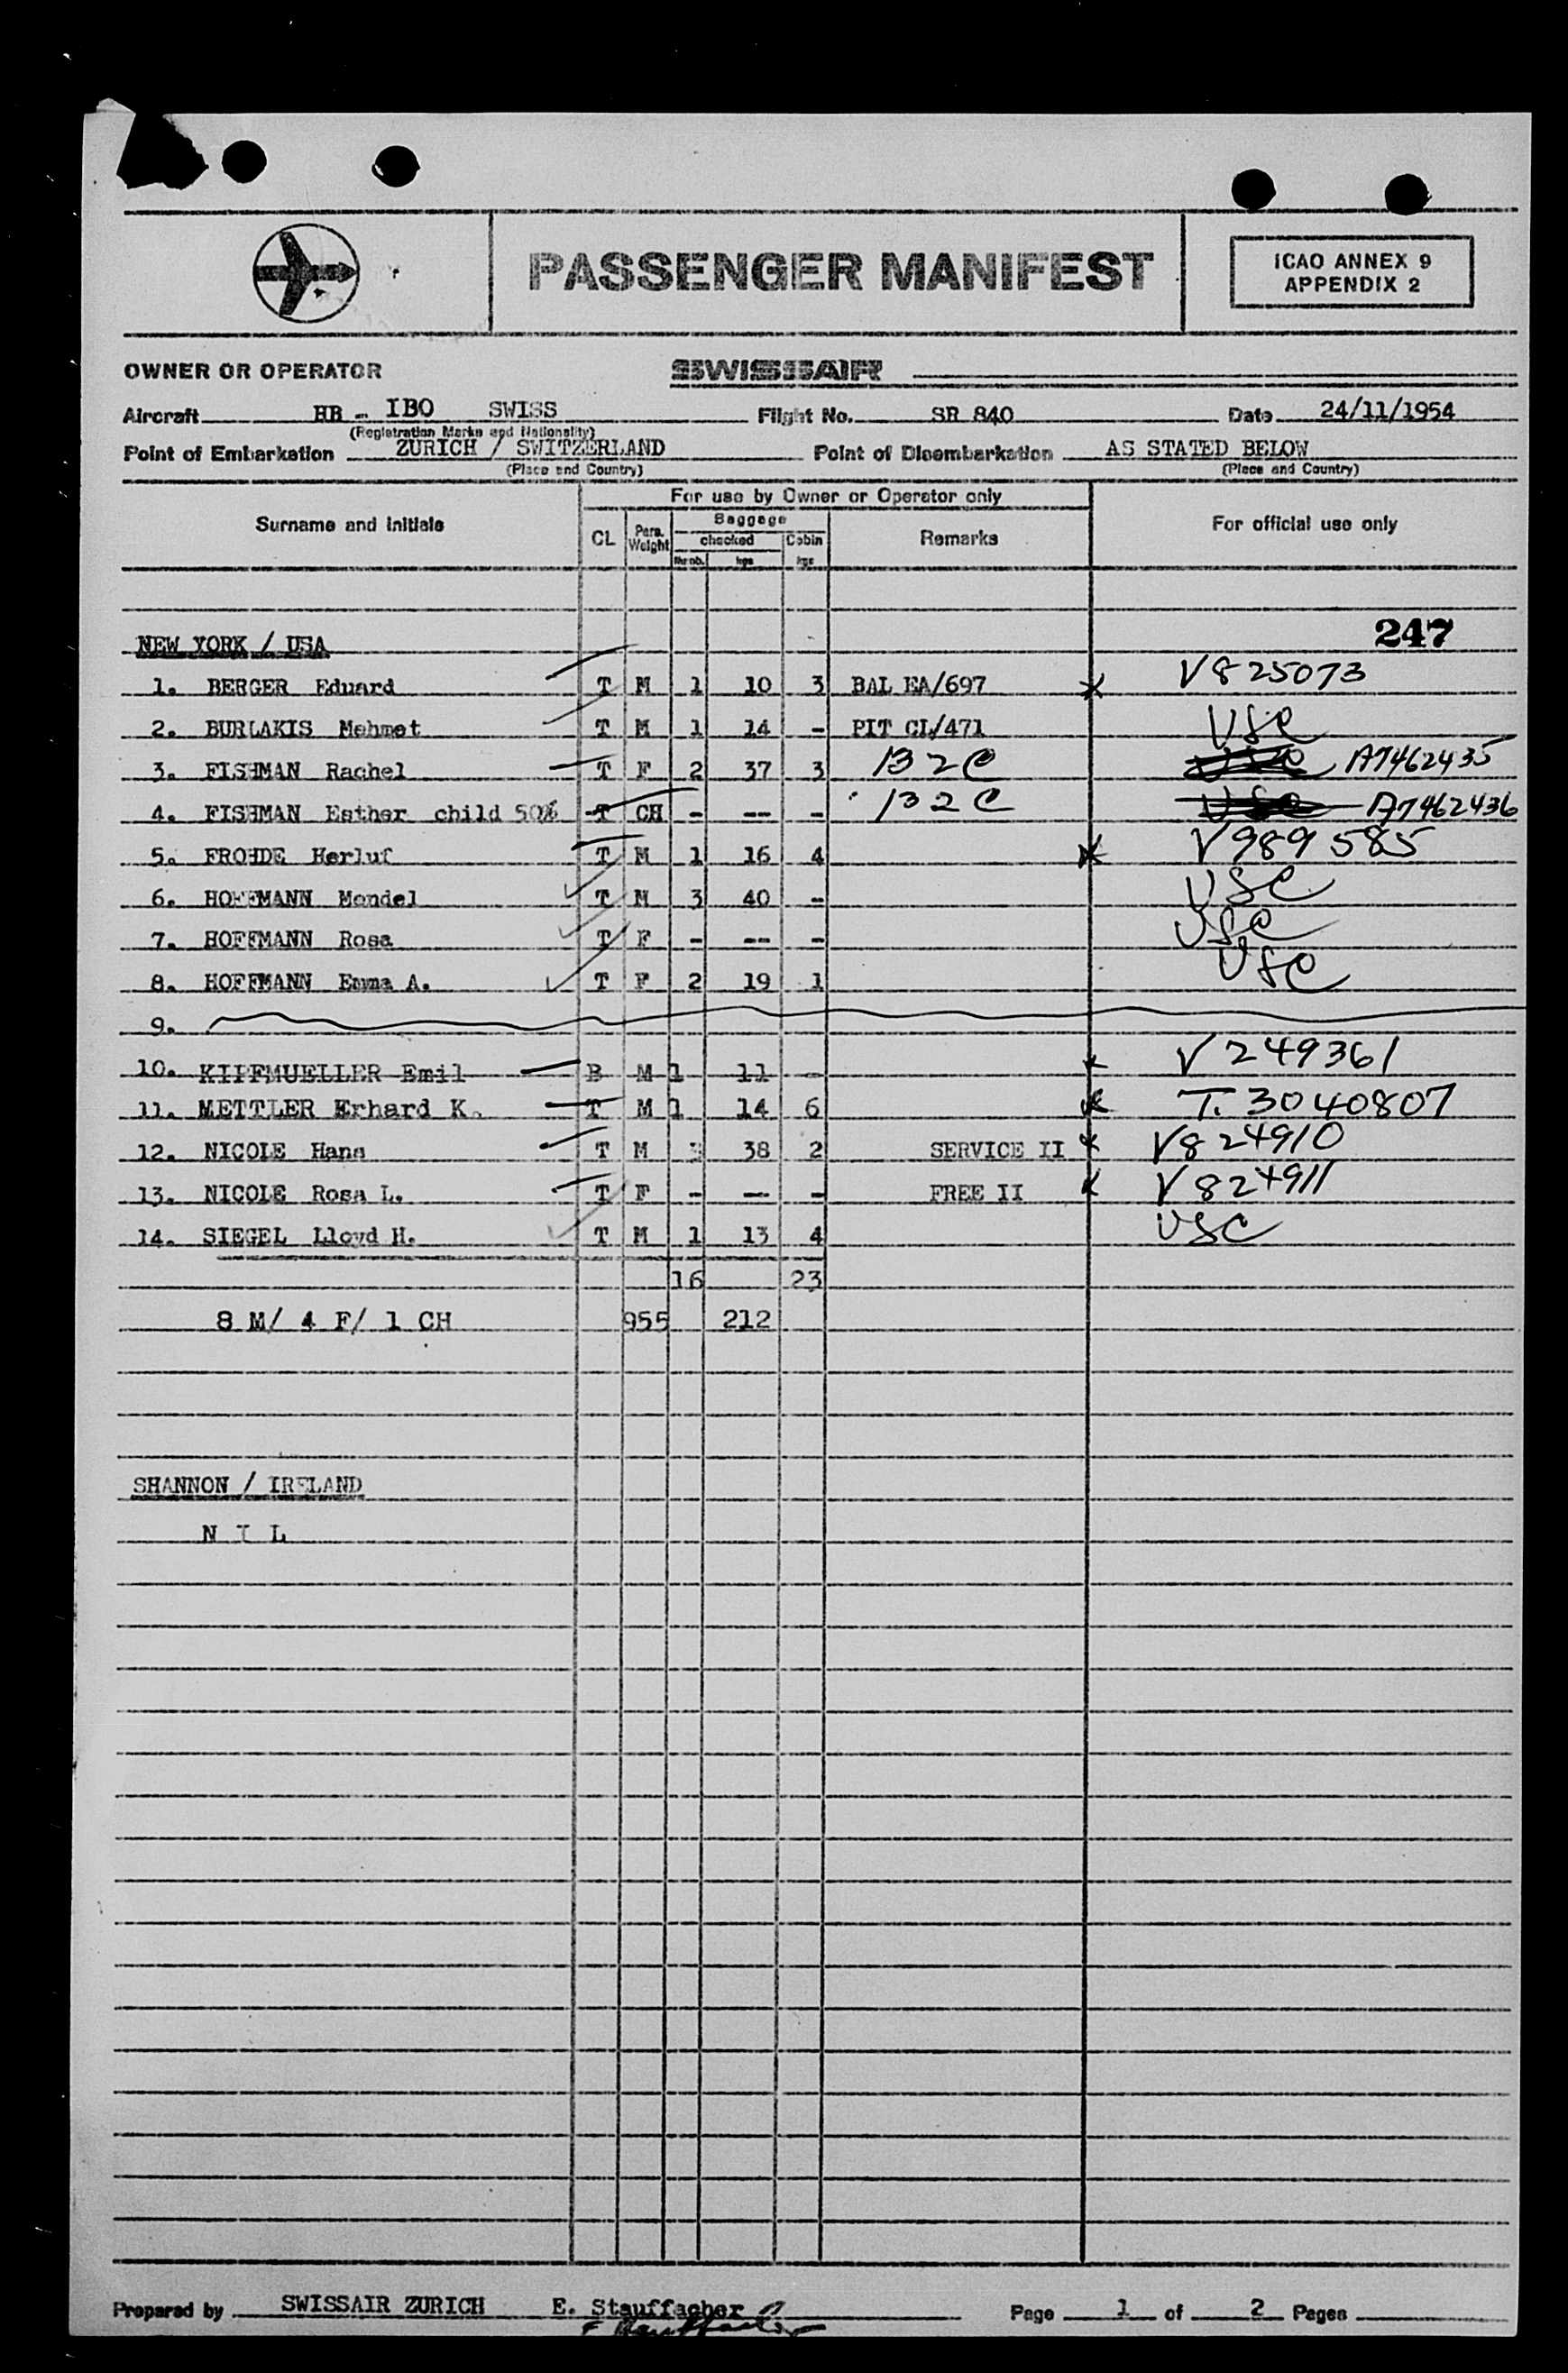 PASSENGER MANIFEST
ICAO ANNEX 9
APPENDIX 2
OWNER OR OPERATOR SWISSAIR
Aircraft HB - IBO SWISS Flight No. SR 840 Date 24/11/1954
(Registration Marks and Nationality)
Point of Embarkation ZURICH / SWITZERLAND Point of Disembarkation AS STATED BELOW
(Place and Country) (Place and Country)
For use by Owner or Operator only
Surname and Initials CL Pers. Weight Baggage checked Cabin Remarks For official use only
kgs kgs
247
NEW YORK / USA
1. BERGER Eduard T M 1 10 3 BAL EA/697 V825073
2. BURLAKIS Mehmet T M 1 14 - PIT CL/471 USC
3. FISHMAN Rachel T F 2 37 3 132C USC A7462435
4. FISHMAN Esther child 50% T CH - -- - 132C USC A7462436
5. FROHDE Herluf T M 1 16 4 V989585
6. HOFFMANN Mendel T M 3 40 - USC
7. HOFFMANN Rosa T F - -- - USC
8. HOFFMANN Emma A. T F 2 19 1 USC
9.
10. KIPFMUELLER Emil B M 1 11 - V249361
11. METTLER Erhard K. T M 1 14 6 T. 3040807
12. NICOLE Hans T M 38 2 SERVICE II V824910
13. NICOLE Rosa L. T F - -- - FREE II V824911
14. SIEGEL Lloyd H. T M 1 13 4 USC
16 23
8 M/ 4 F/ 1 CH 955 212
SHANNON / IRELAND
N I L
Prepared by SWISSAIR ZURICH E. Stauffacher Page 1 of 2 Pages
E Stauffacher